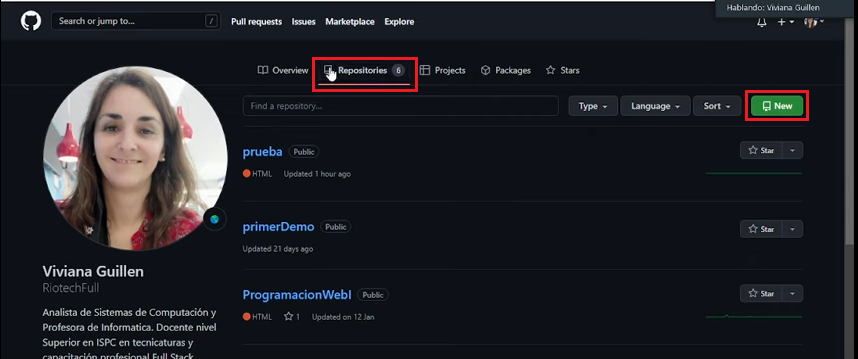 Hablando: Viviana Guillen
Search or jump to... /
Pull requests Issues Marketplace Explore
Overview Repositories 6 Projects Packages Stars
Find a repository... Type Language Sort New
prueba Public Star
HTML Updated 1 hour ago
primerDemo Public Star
Updated 21 days ago
Viviana Guillen
RiotechFull
ProgramacionWebI Public Star
HTML 1 Updated on 12 Jan
Analista de Sistemas de Computación y
Profesora de Informatica. Docente nivel
Superior en ISPC en tecnicaturas y
capacitación profesional Full Stack